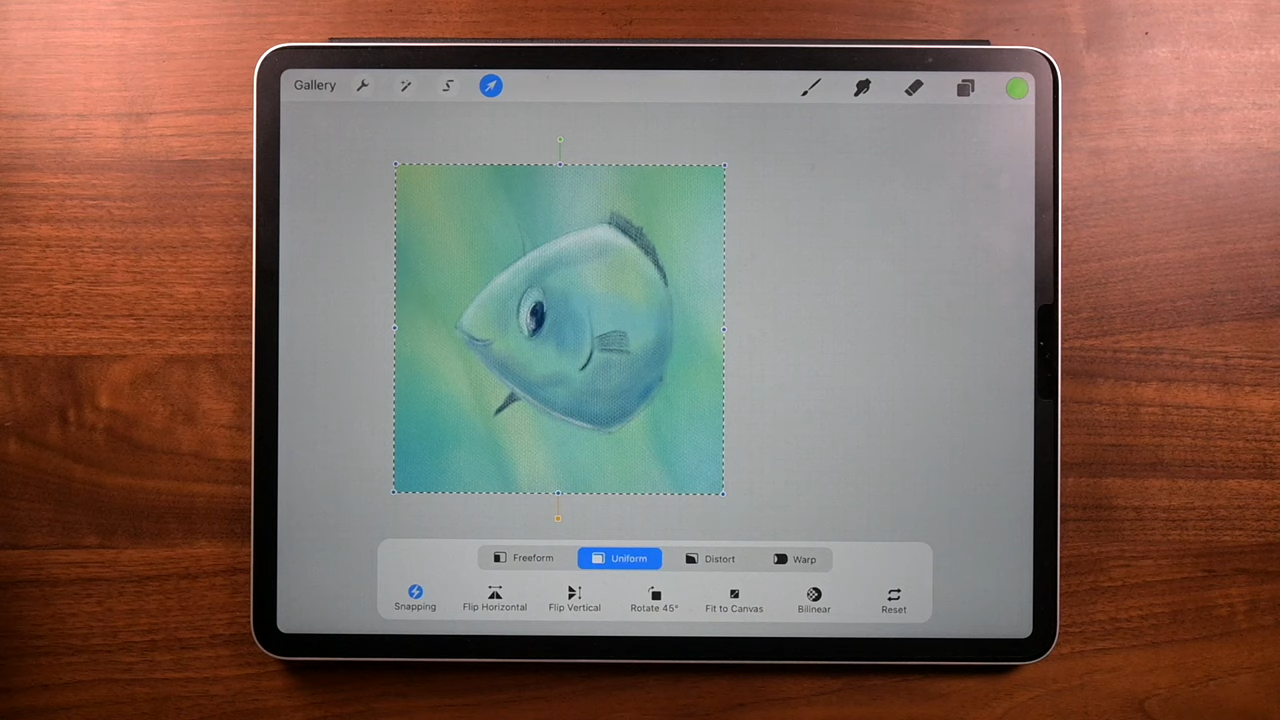 Gallery
Freeform Uniform Distort Warp
Snapping Flip Horizontal Flip Vertical Rotate 45° Fit to Canvas Bilinear Reset